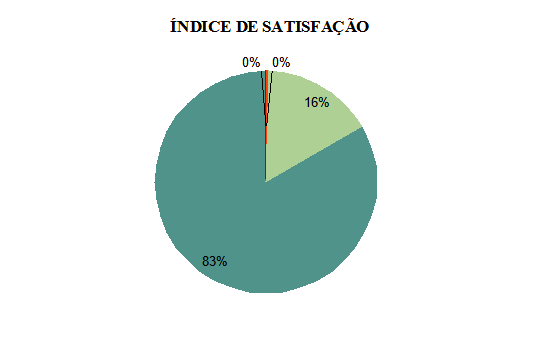 ÍNDICE DE SATISFAÇÃO
0% 0%
16%
83%